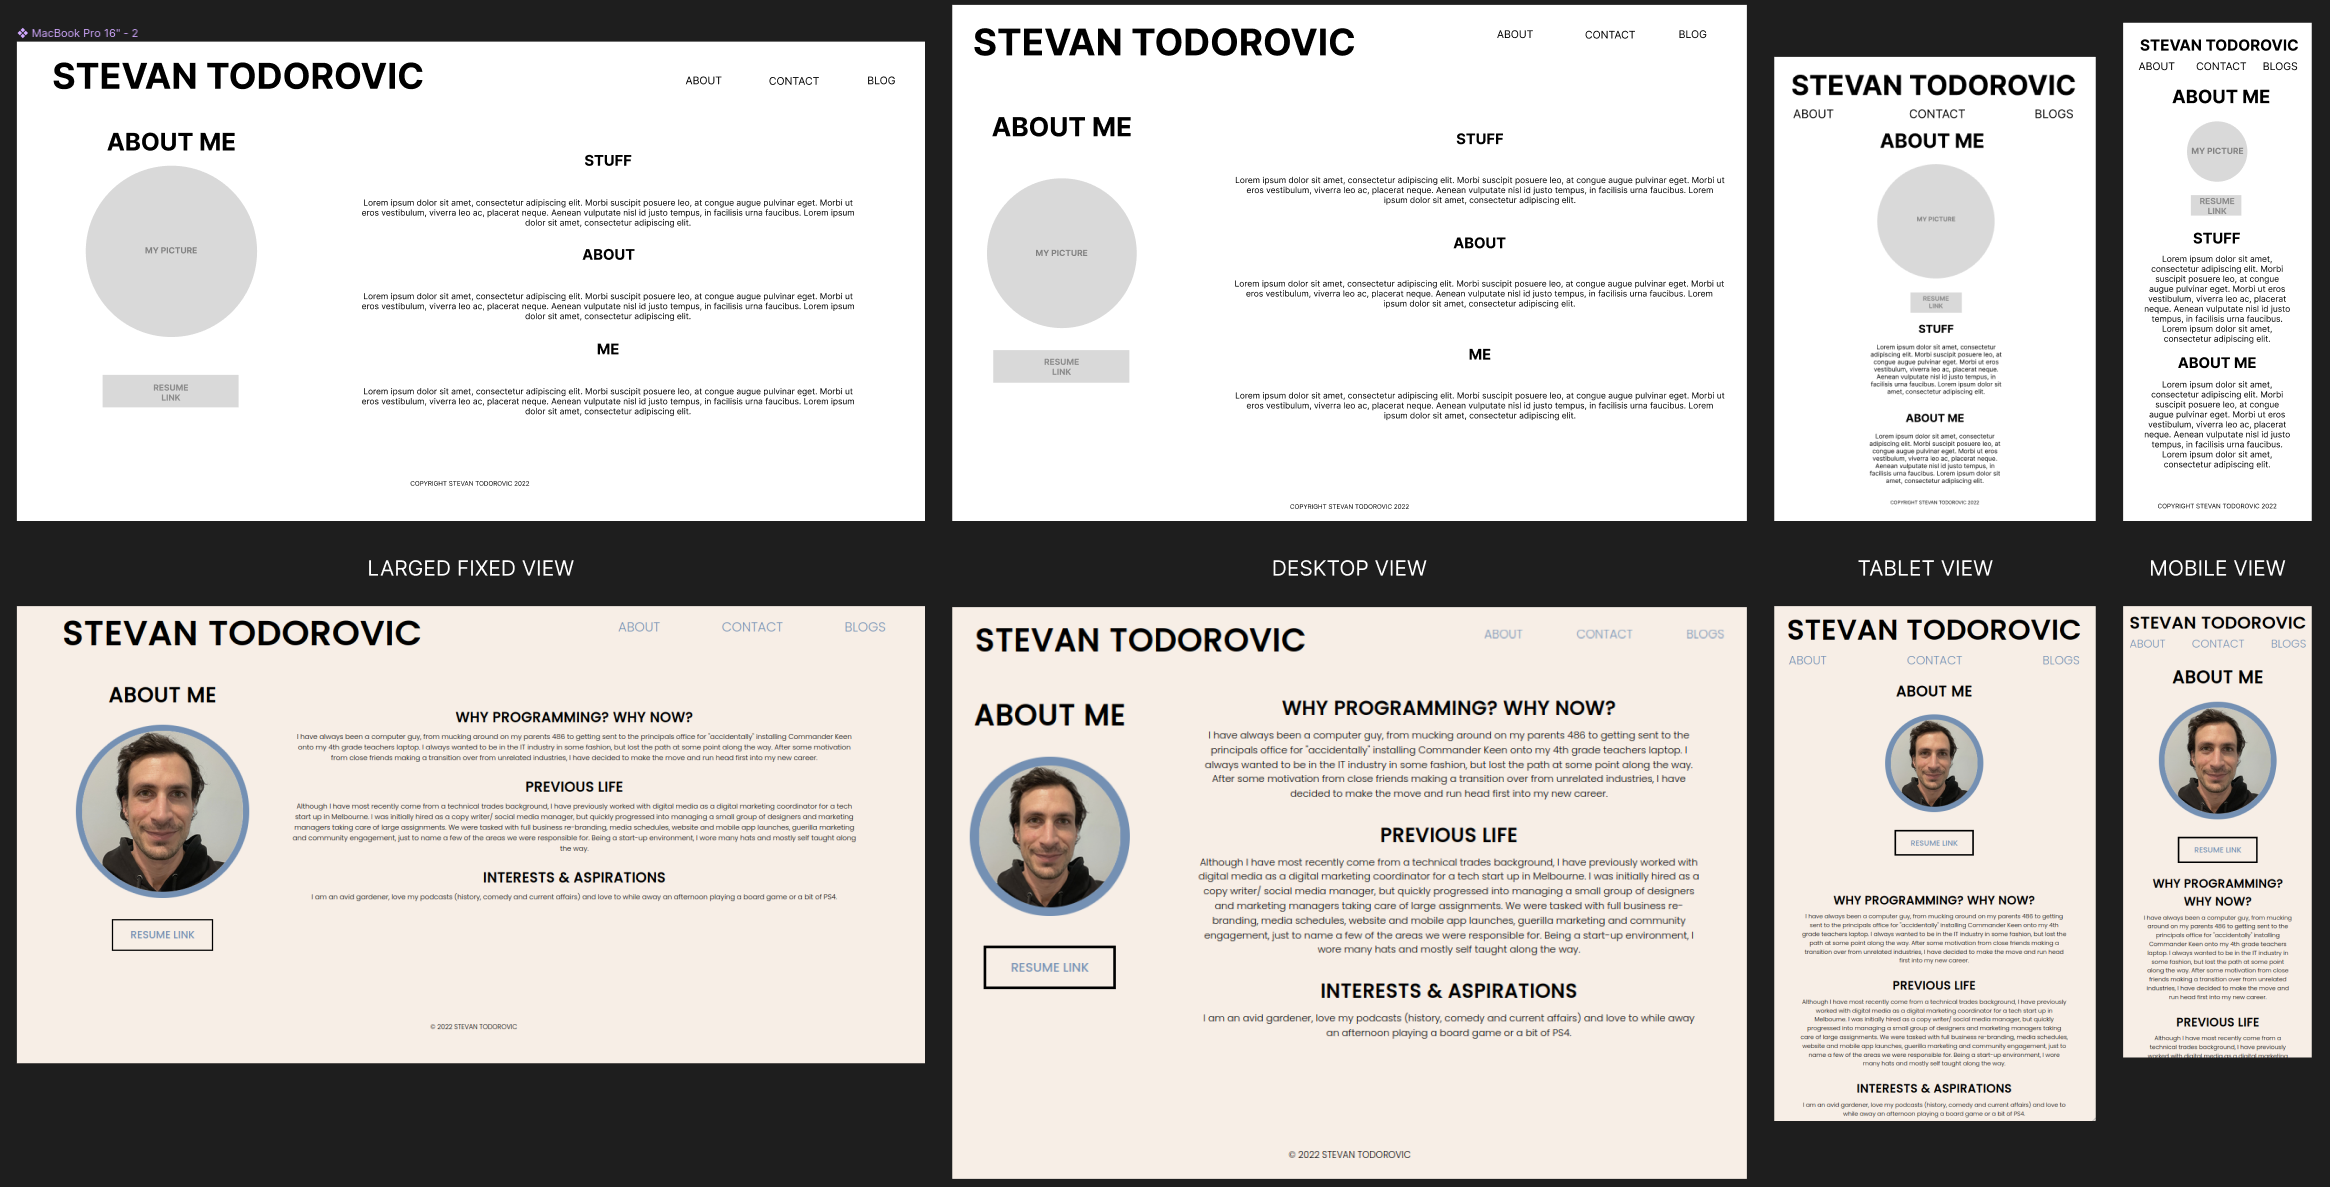 MacBook Pro 16" - 2
STEVAN TODOROVIC
ABOUT CONTACT BLOG
ABOUT ME
MY PICTURE
RESUME
LINK
STUFF
Lorem ipsum dolor sit amet, consectetur adipiscing elit. Morbi suscipit posuere leo, at congue augue pulvinar eget. Morbi ut
eros vestibulum, viverra leo ac, placerat neque. Aenean vulputate nisl id justo tempus, in facilisis urna faucibus. Lorem ipsum
dolor sit amet, consectetur adipiscing elit.
ABOUT
Lorem ipsum dolor sit amet, consectetur adipiscing elit. Morbi suscipit posuere leo, at congue augue pulvinar eget. Morbi ut
eros vestibulum, viverra leo ac, placerat neque. Aenean vulputate nisl id justo tempus, in facilisis urna faucibus. Lorem ipsum
dolor sit amet, consectetur adipiscing elit.
ME
Lorem ipsum dolor sit amet, consectetur adipiscing elit. Morbi suscipit posuere leo, at congue augue pulvinar eget. Morbi ut
eros vestibulum, viverra leo ac, placerat neque. Aenean vulputate nisl id justo tempus, in facilisis urna faucibus. Lorem ipsum
dolor sit amet, consectetur adipiscing elit.
COPYRIGHT STEVAN TODOROVIC 2022
STEVAN TODOROVIC
ABOUT CONTACT BLOG
ABOUT ME
MY PICTURE
RESUME
LINK
STUFF
Lorem ipsum dolor sit amet, consectetur adipiscing elit. Morbi suscipit posuere leo, at congue augue pulvinar eget. Morbi ut
eros vestibulum, viverra leo ac, placerat neque. Aenean vulputate nisl id justo tempus, in facilisis urna faucibus. Lorem
ipsum dolor sit amet, consectetur adipiscing elit.
ABOUT
Lorem ipsum dolor sit amet, consectetur adipiscing elit. Morbi suscipit posuere leo, at congue augue pulvinar eget. Morbi ut
eros vestibulum, viverra leo ac, placerat neque. Aenean vulputate nisl id justo tempus, in facilisis urna faucibus. Lorem
ipsum dolor sit amet, consectetur adipiscing elit.
ME
Lorem ipsum dolor sit amet, consectetur adipiscing elit. Morbi suscipit posuere leo, at congue augue pulvinar eget. Morbi ut
eros vestibulum, viverra leo ac, placerat neque. Aenean vulputate nisl id justo tempus, in facilisis urna faucibus. Lorem
ipsum dolor sit amet, consectetur adipiscing elit.
COPYRIGHT STEVAN TODOROVIC 2022
STEVAN TODOROVIC
ABOUT CONTACT BLOGS
ABOUT ME
MY PICTURE
RESUME
LINK
STUFF
Lorem ipsum dolor sit amet, consectetur
adipiscing elit. Morbi suscipit posuere leo, at
congue augue pulvinar eget. Morbi ut eros
vestibulum, viverra leo ac, placerat neque.
Aenean vulputate nisl id justo tempus, in
facilisis urna faucibus. Lorem ipsum dolor sit
amet, consectetur adipiscing elit.
ABOUT ME
Lorem ipsum dolor sit amet, consectetur
adipiscing elit. Morbi suscipit posuere leo, at
congue augue pulvinar eget. Morbi ut eros
vestibulum, viverra leo ac, placerat neque.
Aenean vulputate nisl id justo tempus, in
facilisis urna faucibus. Lorem ipsum dolor sit
amet, consectetur adipiscing elit.
COPYRIGHT STEVAN TODOROVIC 2022
STEVAN TODOROVIC
ABOUT CONTACT BLOGS
ABOUT ME
MY PICTURE
RESUME
LINK
STUFF
Lorem ipsum dolor sit amet,
consectetur adipiscing elit. Morbi
suscipit posuere leo, at congue
augue pulvinar eget. Morbi ut eros
vestibulum, viverra leo ac, placerat
neque. Aenean vulputate nisl id justo
tempus, in facilisis urna faucibus.
Lorem ipsum dolor sit amet,
consectetur adipiscing elit.
ABOUT ME
Lorem ipsum dolor sit amet,
consectetur adipiscing elit. Morbi
suscipit posuere leo, at congue
augue pulvinar eget. Morbi ut eros
vestibulum, viverra leo ac, placerat
neque. Aenean vulputate nisl id justo
tempus, in facilisis urna faucibus.
Lorem ipsum dolor sit amet,
consectetur adipiscing elit.
COPYRIGHT STEVAN TODOROVIC 2022
LARGED FIXED VIEW
DESKTOP VIEW
TABLET VIEW
MOBILE VIEW
STEVAN TODOROVIC
ABOUT CONTACT BLOGS
ABOUT ME
RESUME LINK
WHY PROGRAMMING? WHY NOW?
I have always been a computer guy, from mucking around on my parents 486 to getting sent to the principals office for "accidentally" installing Commander Keen
onto my 4th grade teachers laptop. I always wanted to be in the IT industry in some fashion, but lost the path at some point along the way. After some motivation
from close friends making a transition over from unrelated industries, I have decided to make the move and run head first into my new career.
PREVIOUS LIFE
Although I have most recently come from a technical trades background, I have previously worked with digital media as a digital marketing coordinator for a tech
start up in Melbourne. I was initially hired as a copy writer/ social media manager, but quickly progressed into managing a small group of designers and marketing
managers taking care of large assignments. We were tasked with full business re-branding, media schedules, website and mobile app launches, guerilla marketing
and community engagement, just to name a few of the areas we were responsible for. Being a start-up environment, I wore many hats and mostly self taught along
the way.
INTERESTS & ASPIRATIONS
I am an avid gardener, love my podcasts (history, comedy and current affairs) and love to while away an afternoon playing a board game or a bit of PS4.
© 2022 STEVAN TODOROVIC
STEVAN TODOROVIC
ABOUT CONTACT BLOGS
ABOUT ME
RESUME LINK
WHY PROGRAMMING? WHY NOW?
I have always been a computer guy, from mucking around on my parents 486 to getting sent to the
principals office for "accidentally" installing Commander Keen onto my 4th grade teachers laptop. I
always wanted to be in the IT industry in some fashion, but lost the path at some point along the way.
After some motivation from close friends making a transition over from unrelated industries, I have
decided to make the move and run head first into my new career.
PREVIOUS LIFE
Although I have most recently come from a technical trades background, I have previously worked with
digital media as a digital marketing coordinator for a tech start up in Melbourne. I was initially hired as a
copy writer/ social media manager, but quickly progressed into managing a small group of designers
and marketing managers taking care of large assignments. We were tasked with full business re-
branding, media schedules, website and mobile app launches, guerilla marketing and community
engagement, just to name a few of the areas we were responsible for. Being a start-up environment, I
wore many hats and mostly self taught along the way.
INTERESTS & ASPIRATIONS
I am an avid gardener, love my podcasts (history, comedy and current affairs) and love to while away
an afternoon playing a board game or a bit of PS4.
© 2022 STEVAN TODOROVIC
STEVAN TODOROVIC
ABOUT CONTACT BLOGS
ABOUT ME
RESUME LINK
WHY PROGRAMMING? WHY NOW?
I have always been a computer guy, from mucking around on my parents 486 to getting
sent to the principals office for "accidentally" installing Commander Keen onto my 4th
grade teachers laptop. I always wanted to be in the IT industry in some fashion, but lost the
path at some point along the way. After some motivation from close friends making a
transition over from unrelated industries, I have decided to make the move and run head
first into my new career.
PREVIOUS LIFE
Although I have most recently come from a technical trades background, I have previously
worked with digital media as a digital marketing coordinator for a tech start up in
Melbourne. I was initially hired as a copy writer/ social media manager, but quickly
progressed into managing a small group of designers and marketing managers taking
care of large assignments. We were tasked with full business re-branding, media schedules,
website and mobile app launches, guerilla marketing and community engagement, just to
name a few of the areas we were responsible for. Being a start-up environment, I wore
many hats and mostly self taught along the way.
INTERESTS & ASPIRATIONS
I am an avid gardener, love my podcasts (history, comedy and current affairs) and love to
while away an afternoon playing a board game or a bit of PS4.
STEVAN TODOROVIC
ABOUT CONTACT BLOGS
ABOUT ME
RESUME LINK
WHY PROGRAMMING?
WHY NOW?
I have always been a computer guy, from mucking
around on my parents 486 to getting sent to the
principals office for "accidentally" installing
Commander Keen onto my 4th grade teachers
laptop. I always wanted to be in the IT industry in
some fashion, but lost the path at some point
along the way. After some motivation from close
friends making a transition over from unrelated
industries, I have decided to make the move and
run head first into my new career.
PREVIOUS LIFE
Although I have most recently come from a
technical trades background, I have previously
worked with digital media as a digital marketing